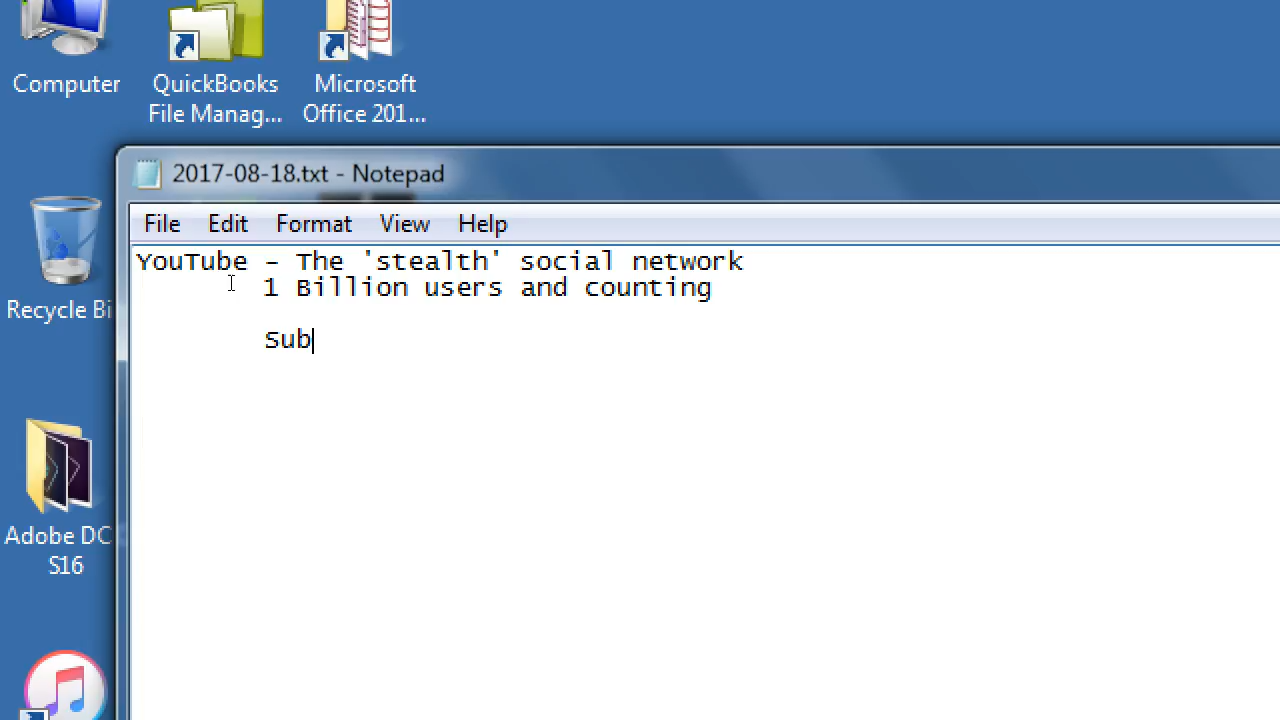 Computer
QuickBooks
File Manag...
Microsoft
Office 201...
2017-08-18.txt - Notepad
File Edit Format View Help
YouTube - The 'stealth' social network
1 Billion users and counting
Sub
Recycle Bi
Adobe DC
S16